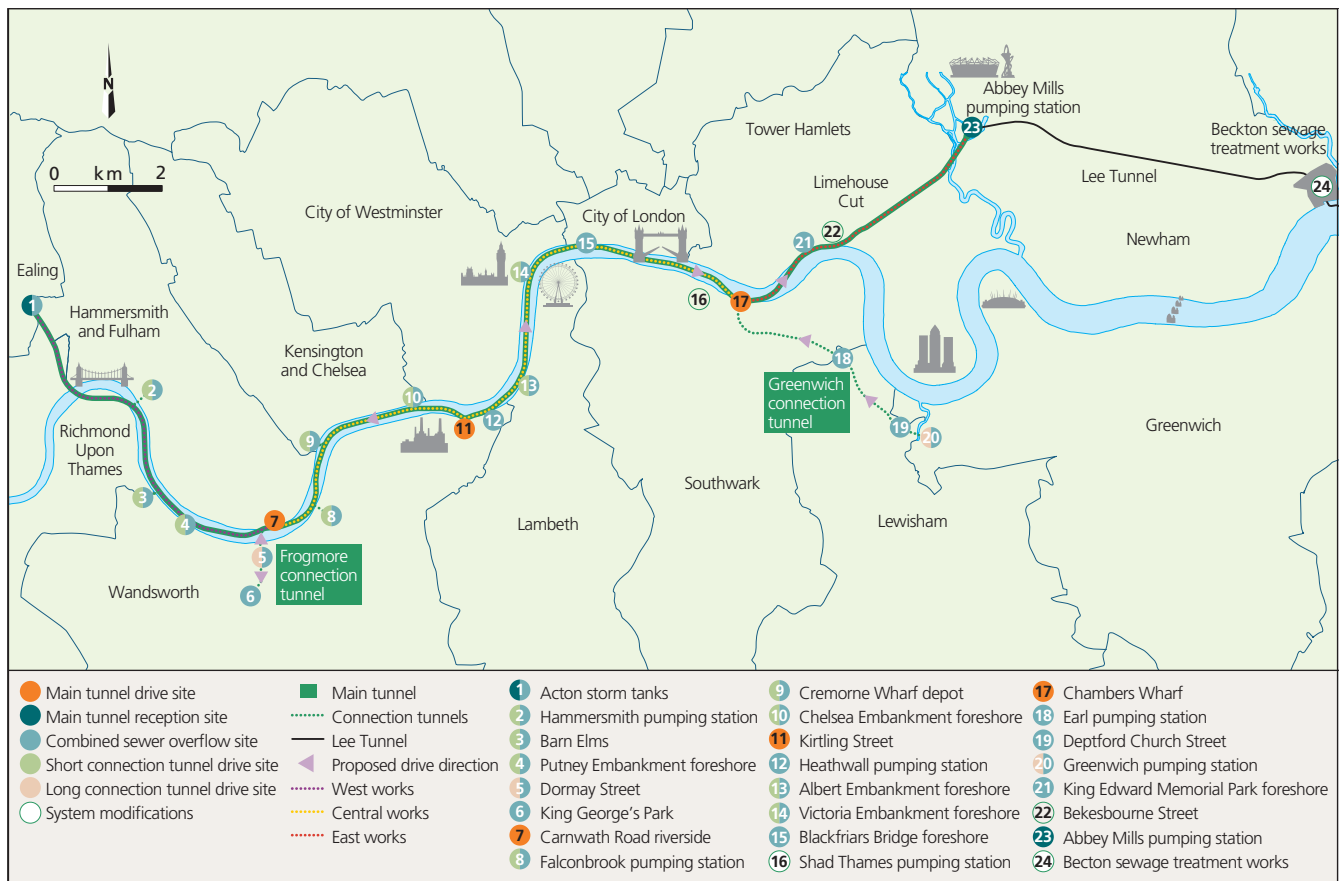 N
0 km 2
Ealing
Hammersmith
and Fulham
Richmond
Upon
Thames
Wandsworth
Kensington
and Chelsea
City of Westminster
City of London
Tower Hamlets
Limehouse
Cut
Abbey Mills
pumping station
Lee Tunnel
Beckton sewage
treatment works
Newham
Greenwich
Lewisham
Southwark
Lambeth
Frogmore
connection
tunnel
Greenwich
connection
tunnel
1
2
3
4
5
6
7
8
9
10
11
12
13
14
15
16
17
18
19
20
21
22
23
24
Main tunnel drive site
Main tunnel reception site
Combined sewer overflow site
Short connection tunnel drive site
Long connection tunnel drive site
System modifications
Main tunnel
Connection tunnels
Lee Tunnel
Proposed drive direction
West works
Central works
East works
1 Acton storm tanks
2 Hammersmith pumping station
3 Barn Elms
4 Putney Embankment foreshore
5 Dormay Street
6 King George's Park
7 Carnwath Road riverside
8 Falconbrook pumping station
9 Cremorne Wharf depot
10 Chelsea Embankment foreshore
11 Kirtling Street
12 Heathwall pumping station
13 Albert Embankment foreshore
14 Victoria Embankment foreshore
15 Blackfriars Bridge foreshore
16 Shad Thames pumping station
17 Chambers Wharf
18 Earl pumping station
19 Deptford Church Street
20 Greenwich pumping station
21 King Edward Memorial Park foreshore
22 Bekesbourne Street
23 Abbey Mills pumping station
24 Becton sewage treatment works